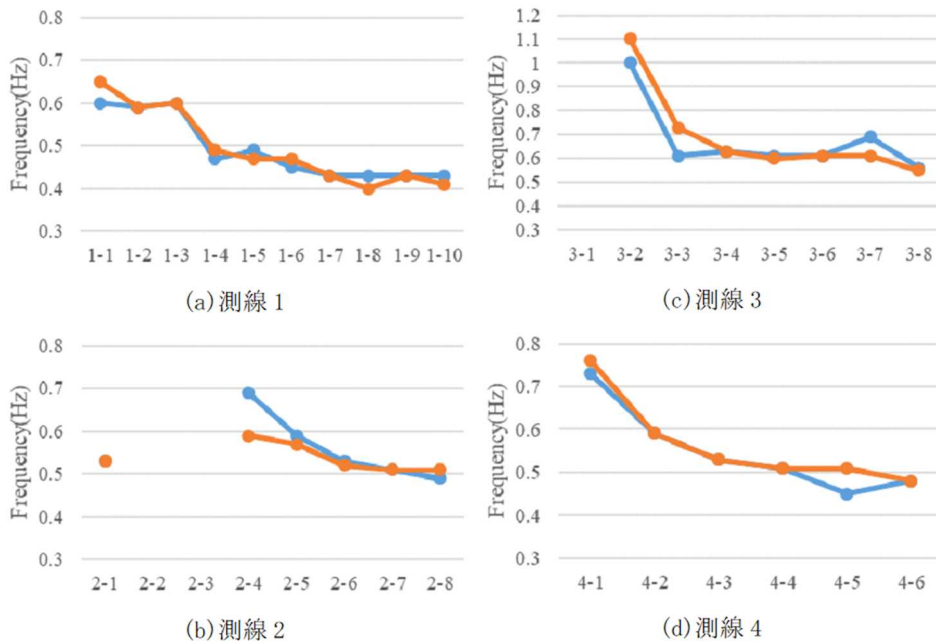 Frequency(Hz)
0.8
0.7
0.6
0.5
0.4
0.3
1-1 1-2 1-3 1-4 1-5 1-6 1-7 1-8 1-9 1-10
(a)測線 1
Frequency(Hz)
1.2
1.1
1
0.9
0.8
0.7
0.6
0.5
0.4
0.3
3-1 3-2 3-3 3-4 3-5 3-6 3-7 3-8
(c)測線 3
Frequency(Hz)
0.8
0.7
0.6
0.5
0.4
0.3
2-1 2-2 2-3 2-4 2-5 2-6 2-7 2-8
(b)測線 2
Frequency(Hz)
0.8
0.7
0.6
0.5
0.4
0.3
4-1 4-2 4-3 4-4 4-5 4-6
(d)測線 4